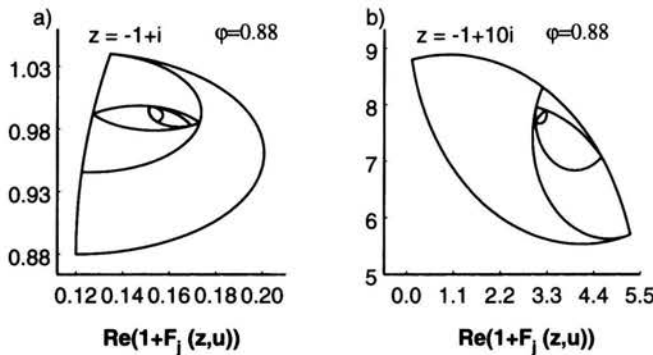 a)
z = -1+i φ=0.88
1.03
0.98
0.93
0.88
0.12 0.14 0.16 0.18 0.20
Re(1+F_j (z,u))
b)
z = -1+10i φ=0.88
9
8
7
6
5
0.0 1.1 2.2 3.3 4.4 5.5
Re(1+F_j (z,u))